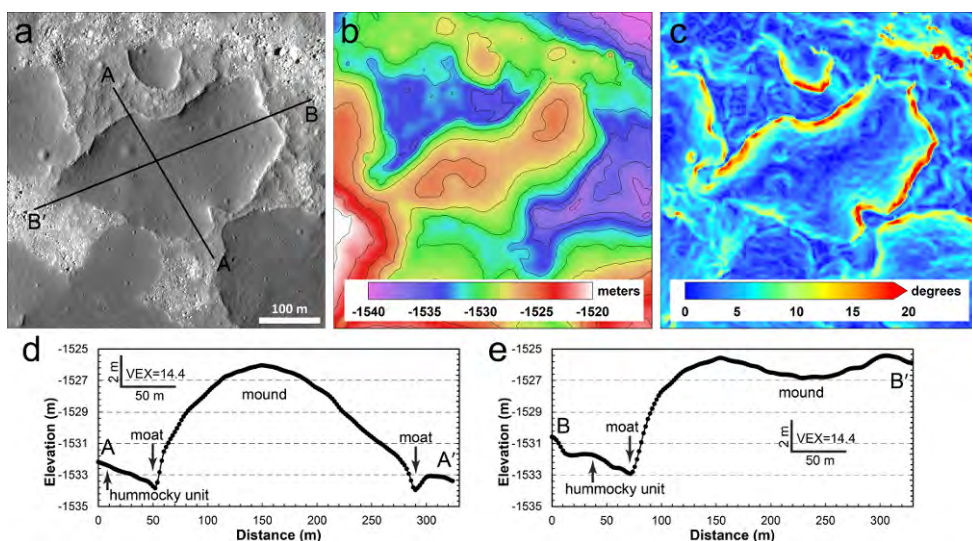 a
A
B
B'
A'
100 m
b
meters
-1540 -1535 -1530 -1525 -1520
c
degrees
0 5 10 15 20
d
-1525
-1527
-1529
-1531
-1533
-1535
Elevation (m)
2 m
VEX=14.4
50 m
mound
A
moat
moat
A'
hummocky unit
0 50 100 150 200 250 300
Distance (m)
e
-1525
-1527
-1529
-1531
-1533
-1535
Elevation (m)
B'
mound
B
moat
2 m
VEX=14.4
50 m
hummocky unit
0 50 100 150 200 250 300
Distance (m)